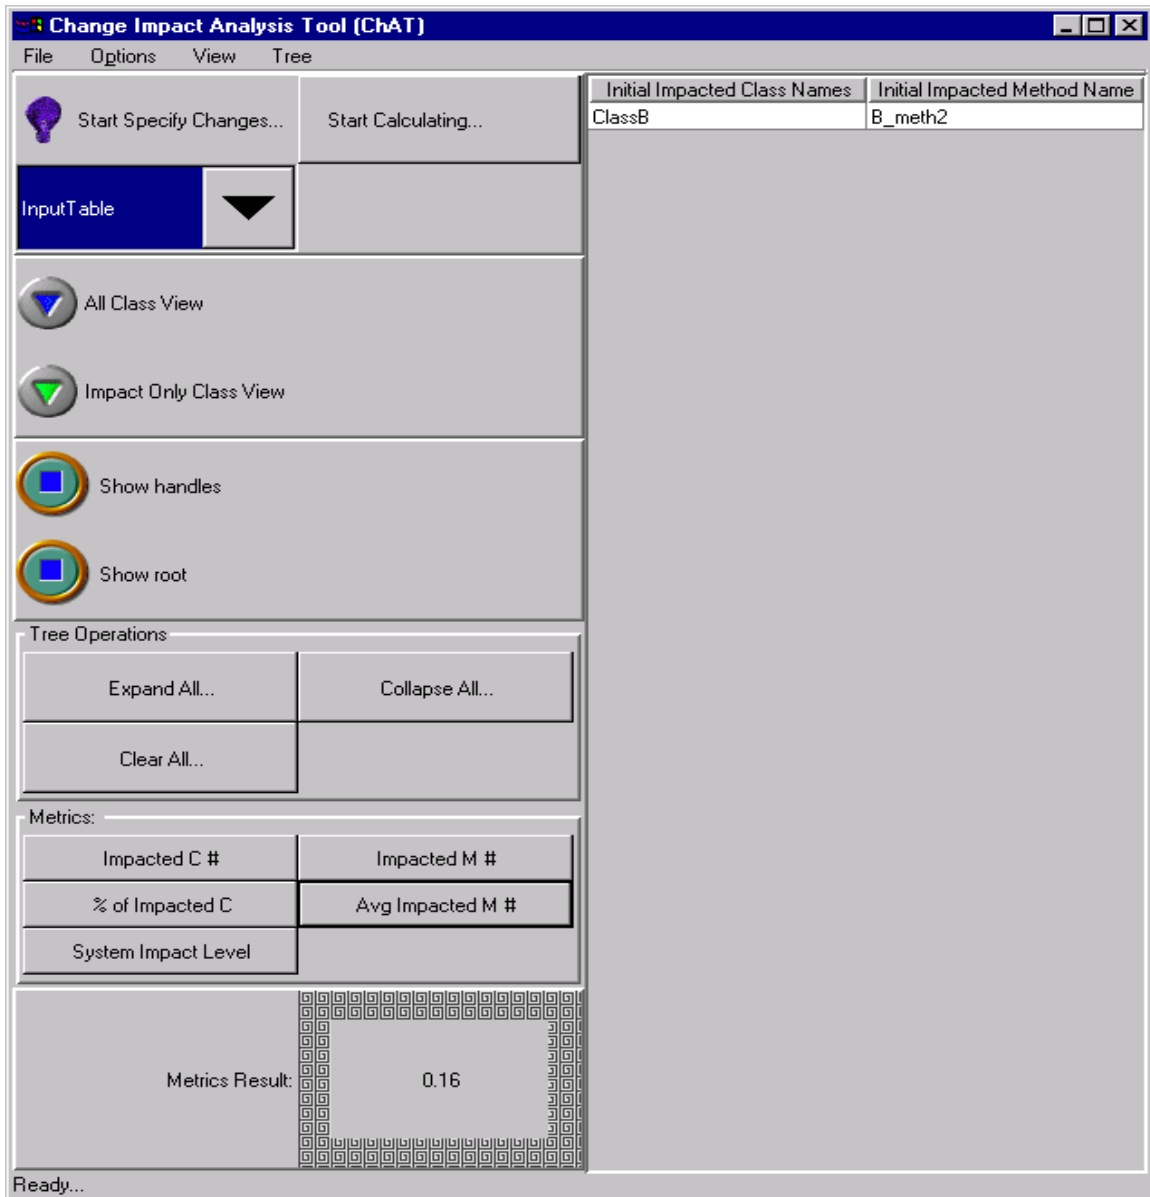 Change Impact Analysis Tool (ChAT)
File Options View Tree
Start Specify Changes... Start Calculating...
InputTable
All Class View
Impact Only Class View
Show handles
Show root
Tree Operations
Expand All... Collapse All...
Clear All...
Metrics:
Impacted C # Impacted M #
% of Impacted C Avg Impacted M #
System Impact Level
Metrics Result: 0.16
Initial Impacted Class Names Initial Impacted Method Name
ClassB B_meth2
Ready...